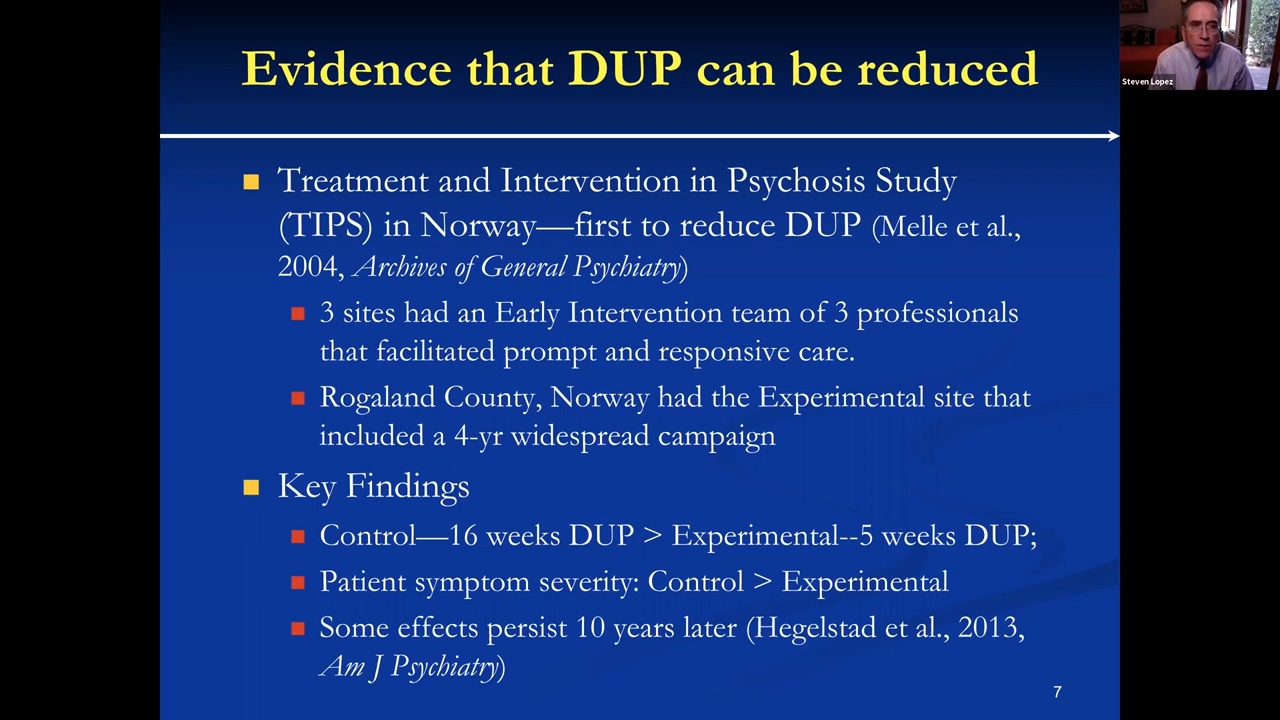 Evidence that DUP can be reduced
Steven Lopez
Treatment and Intervention in Psychosis Study
(TIPS) in Norway—first to reduce DUP (Melle et al.,
2004, Archives of General Psychiatry)
3 sites had an Early Intervention team of 3 professionals
that facilitated prompt and responsive care.
Rogaland County, Norway had the Experimental site that
included a 4-yr widespread campaign
Key Findings
Control—16 weeks DUP > Experimental--5 weeks DUP;
Patient symptom severity: Control > Experimental
Some effects persist 10 years later (Hegelstad et al., 2013,
Am J Psychiatry)
7